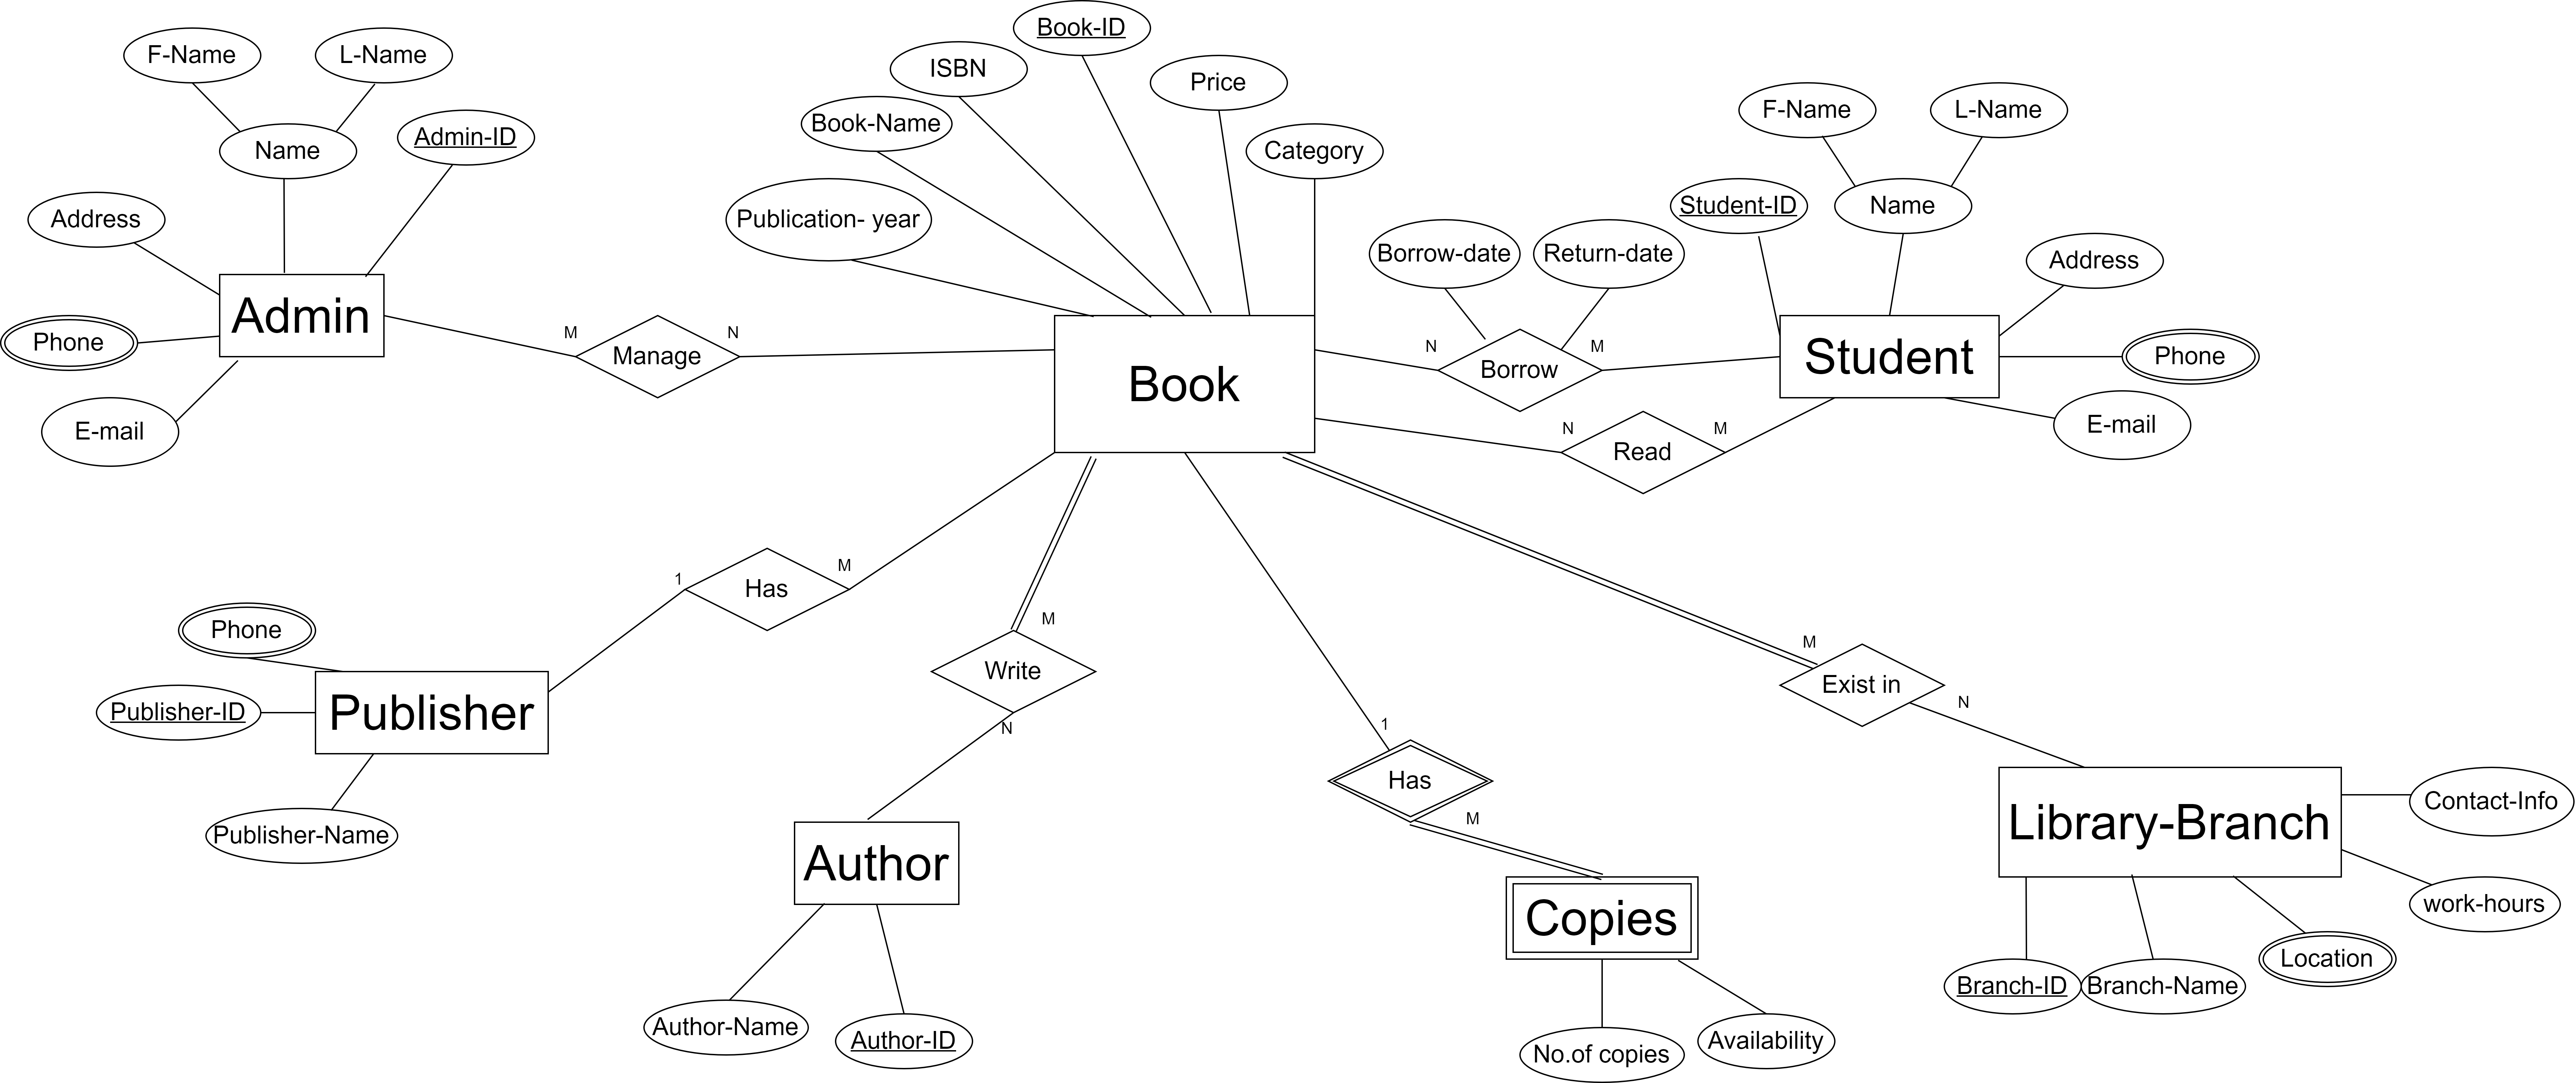 Book-ID
F-Name
L-Name
ISBN
Price
Admin-ID
Book-Name
Category
F-Name
L-Name
Name
Address
Publication- year
Student-ID
Name
Borrow-date
Return-date
Address
Admin
Phone
E-mail
M
Manage
N
Book
N
Borrow
M
Student
Phone
E-mail
N
Read
M
1
Has
M
Phone
Publisher-ID
Publisher
Publisher-Name
M
Write
N
Author
Author-Name
Author-ID
1
Has
M
Copies
No.of copies
Availability
M
Exist in
N
Library-Branch
Contact-Info
work-hours
Location
Branch-ID
Branch-Name